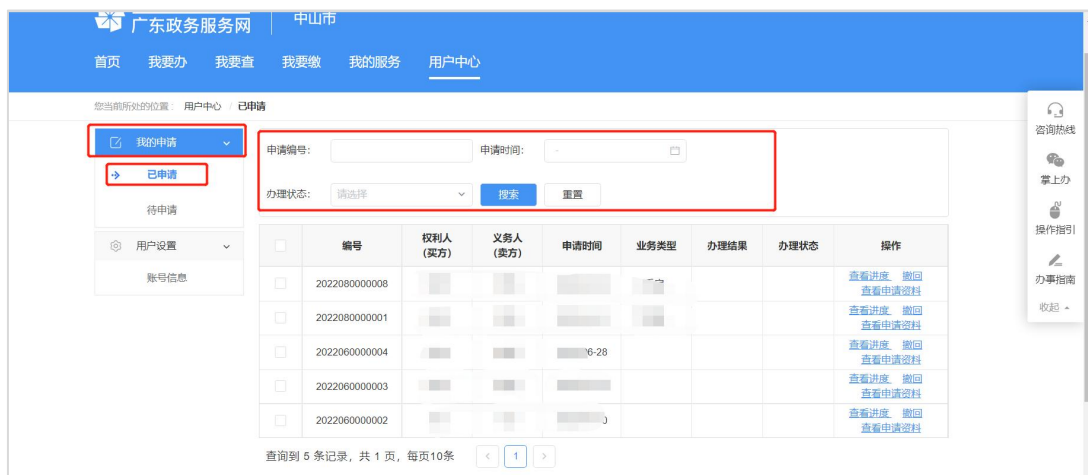 广东政务服务网 中山市
首页 我要办 我要查 我要缴 我的服务 用户中心
您当前所处的位置： 用户中心 / 已申请
我的申请
已申请
待申请
用户设置
账号信息
申请编号： 申请时间： -
办理状态： 请选择 搜索 重置
编号 权利人（买方） 义务人（卖方） 申请时间 业务类型 办理结果 办理状态 操作
2022080000008 查看进度 撤回
查看申请资料
2022080000001 查看进度 撤回
查看申请资料
2022060000004 6-28 查看进度 撤回
查看申请资料
2022060000003 查看进度 撤回
查看申请资料
2022060000002 查看进度 撤回
查看申请资料
查询到 5 条记录，共 1 页，每页10条 < 1 >
咨询热线
掌上办
操作指引
办事指南
收起